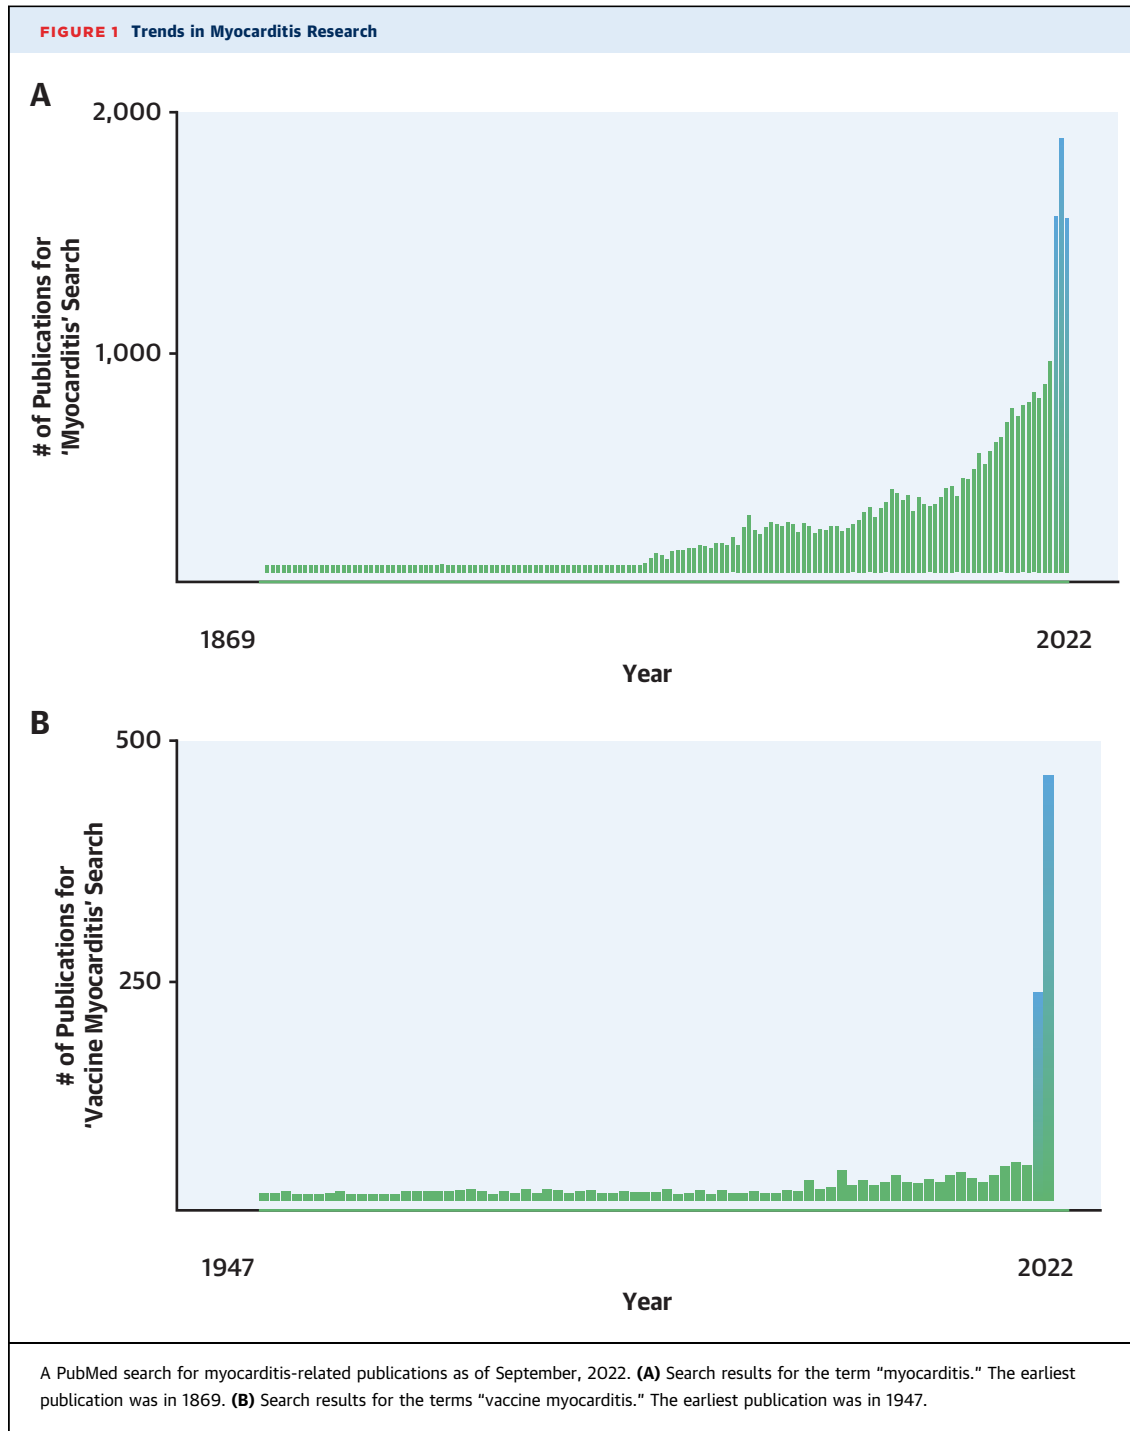 FIGURE 1 Trends in Myocarditis Research
A
2,000
1,000
# of Publications for
'Myocarditis' Search
1869
2022
Year
B
500
250
# of Publications for
'Vaccine Myocarditis' Search
1947
2022
Year
A PubMed search for myocarditis-related publications as of September, 2022. (A) Search results for the term “myocarditis.” The earliest
publication was in 1869. (B) Search results for the terms “vaccine myocarditis.” The earliest publication was in 1947.